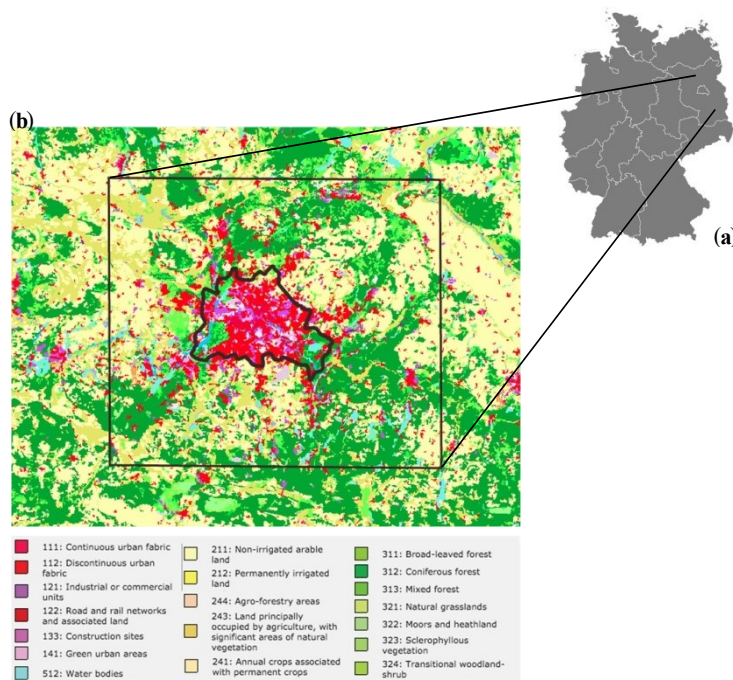 (b)
(a)
111: Continuous urban fabric
112: Discontinuous urban
fabric
121: Industrial or commercial
units
122: Road and rail networks
and associated land
133: Construction sites
141: Green urban areas
512: Water bodies
211: Non-irrigated arable
land
212: Permanently irrigated
land
244: Agro-forestry areas
243: Land principally
occupied by agriculture, with
significant areas of natural
vegetation
241: Annual crops associated
with permanent crops
311: Broad-leaved forest
312: Coniferous forest
313: Mixed forest
321: Natural grasslands
322: Moors and heathland
323: Sclerophyllous
vegetation
324: Transitional woodland-
shrub